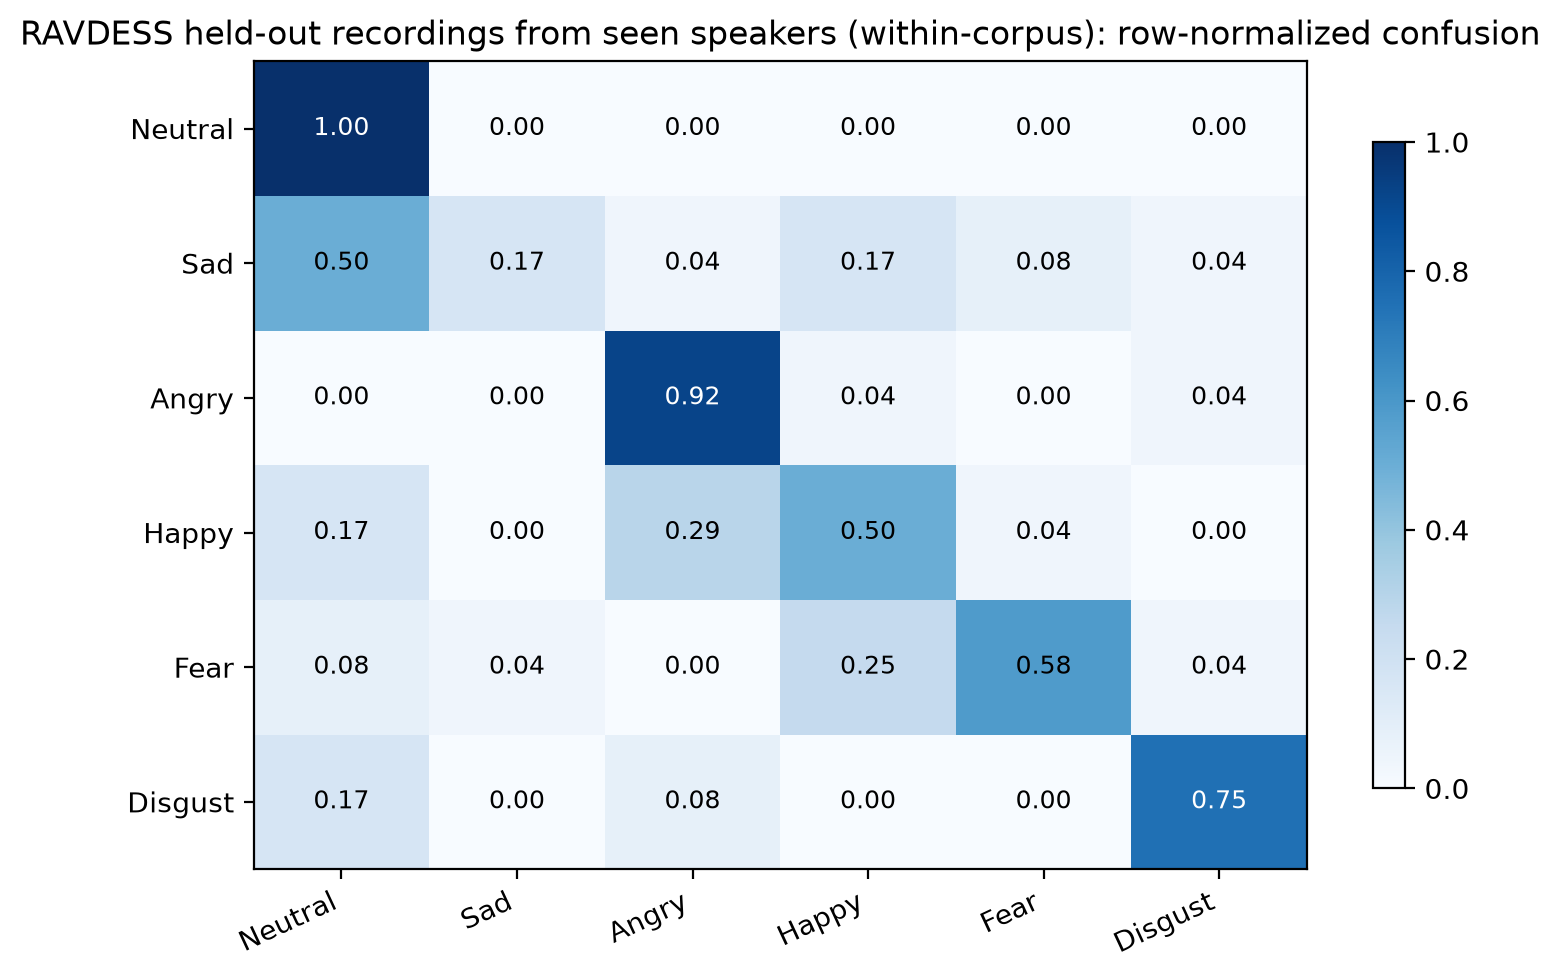 RAVDESS held-out recordings from seen speakers (within-corpus): row-normalized confusion
Neutral 1.00 0.00 0.00 0.00 0.00 0.00
Sad 0.50 0.17 0.04 0.17 0.08 0.04
Angry 0.00 0.00 0.92 0.04 0.00 0.04
Happy 0.17 0.00 0.29 0.50 0.04 0.00
Fear 0.08 0.04 0.00 0.25 0.58 0.04
Disgust 0.17 0.00 0.08 0.00 0.00 0.75
Neutral Sad Angry Happy Fear Disgust
1.0
0.8
0.6
0.4
0.2
0.0